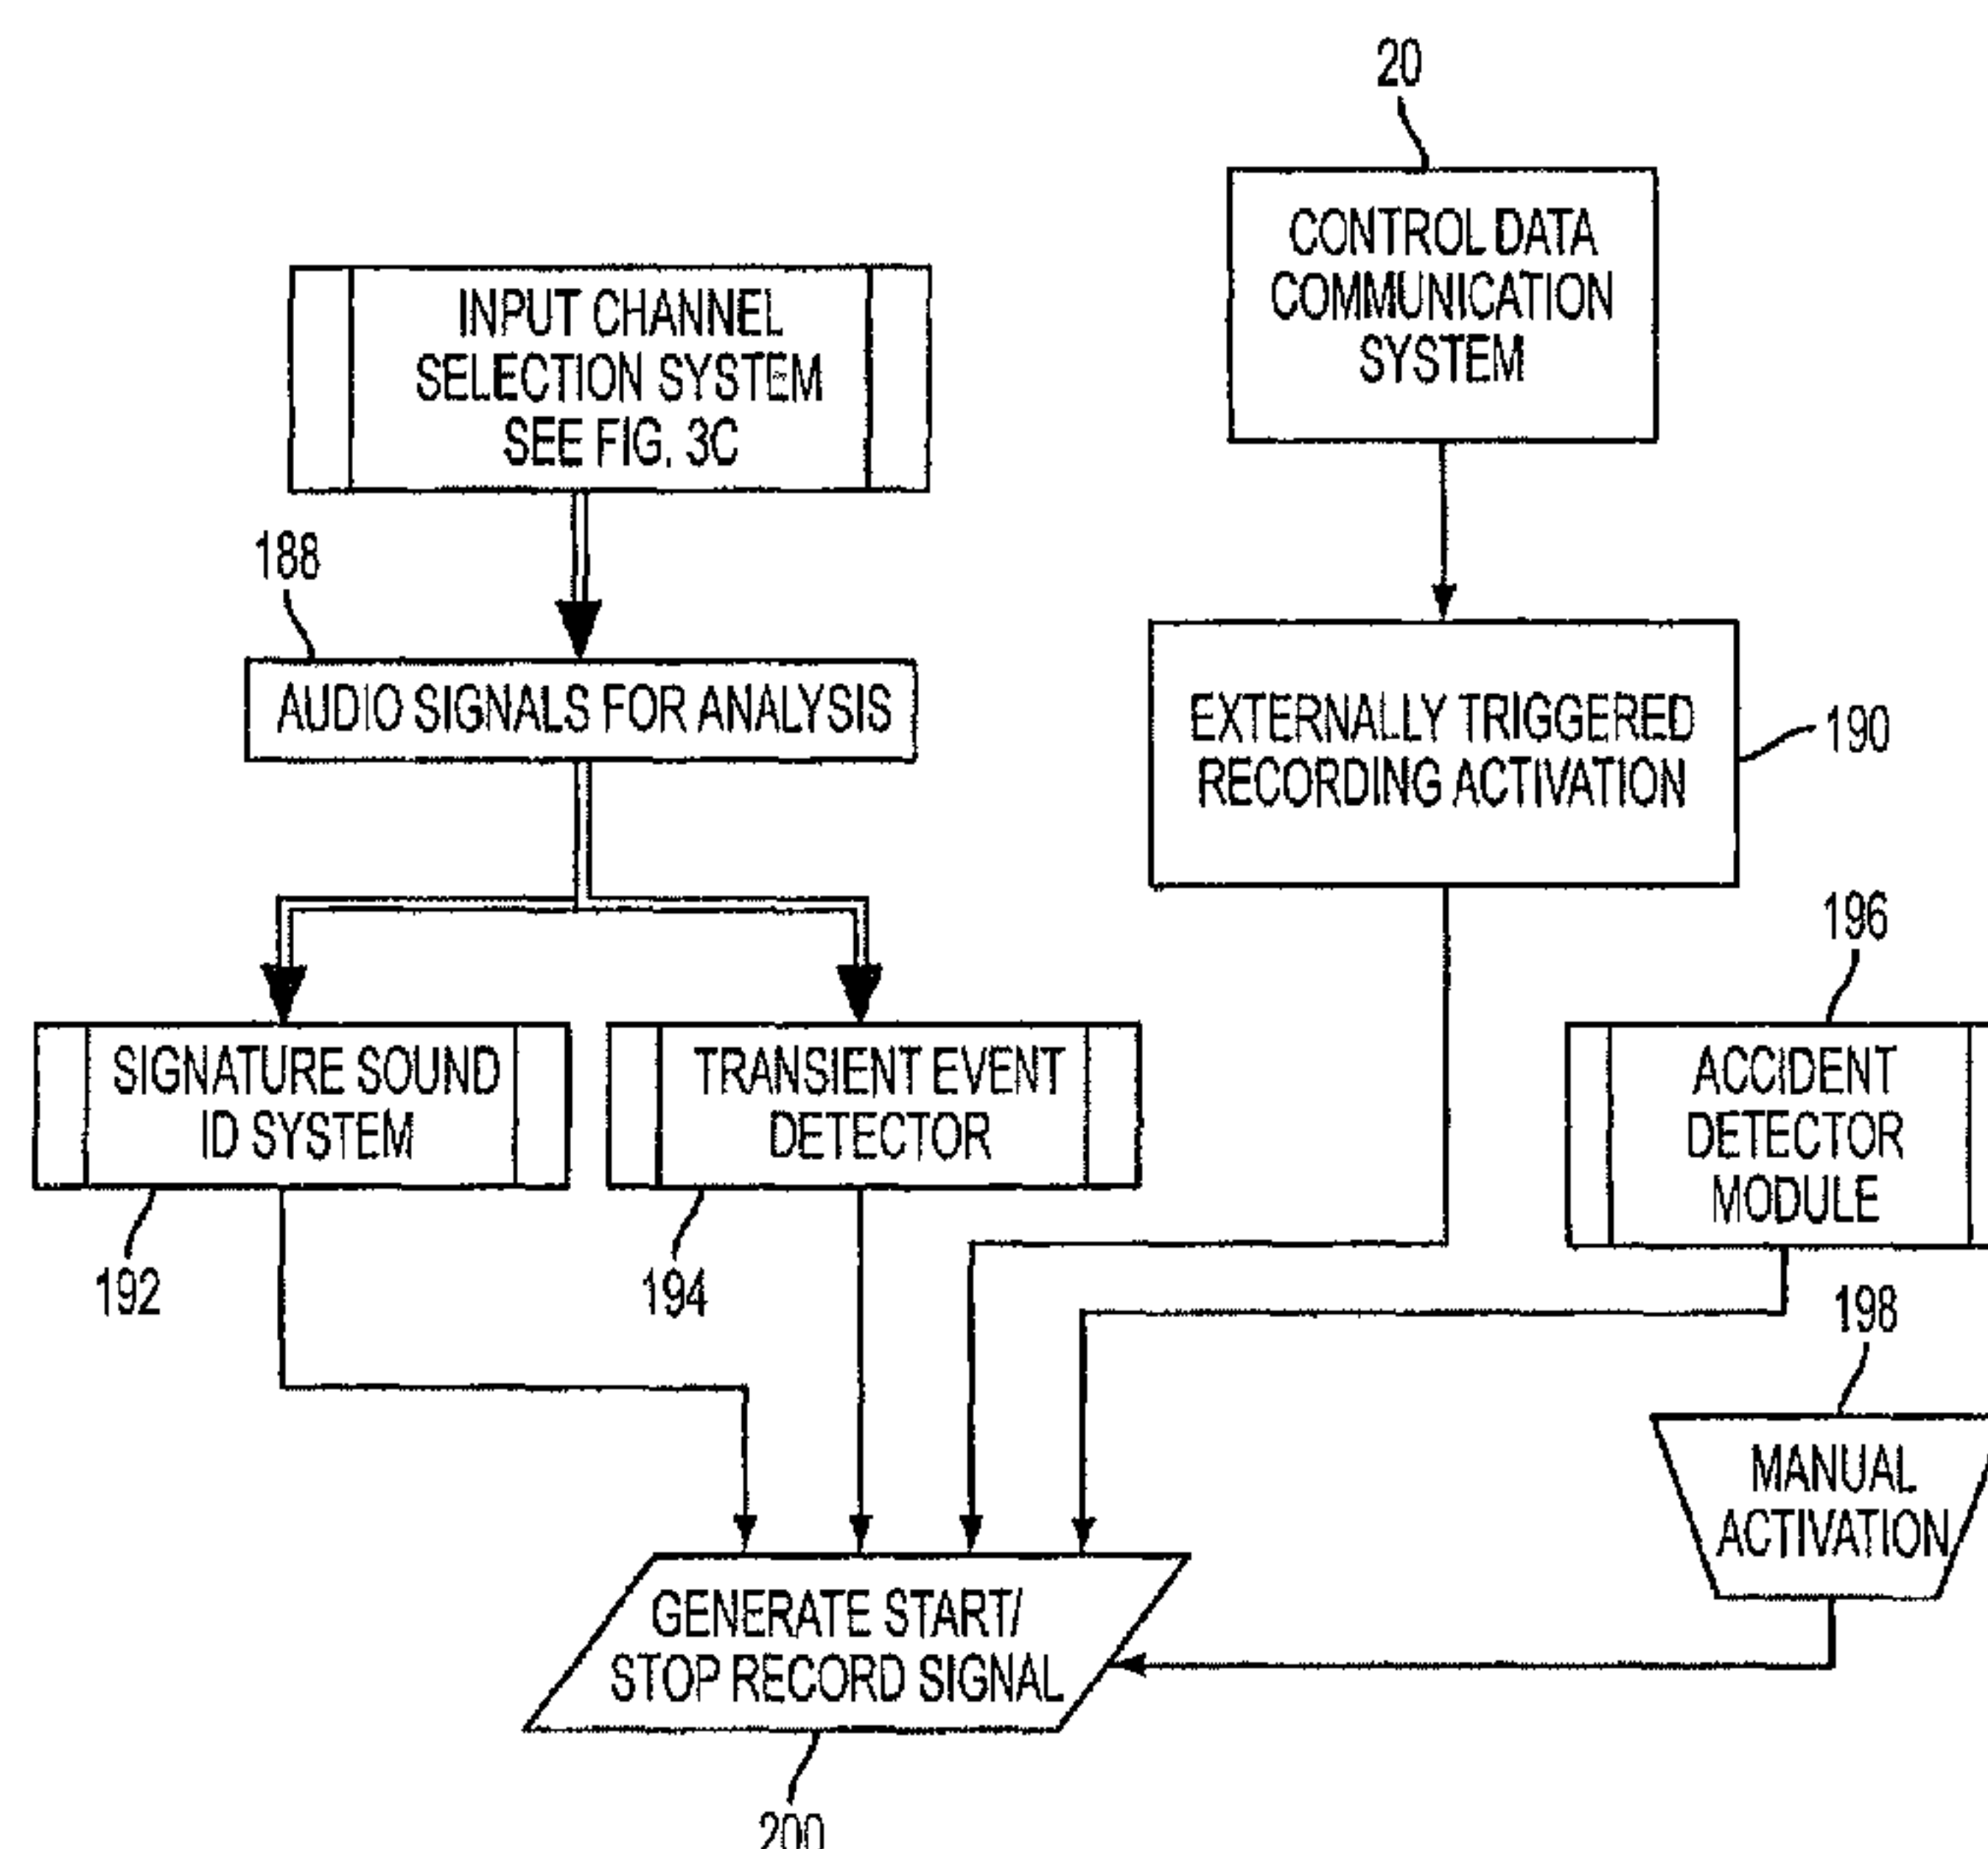 20
CONTROL DATA
COMMUNICATION
SYSTEM
INPUT CHANNEL
SELECTION SYSTEM
SEE FIG. 3C
188
AUDIO SIGNALS FOR ANALYSIS
EXTERNALLY TRIGGERED
RECORDING ACTIVATION
190
196
SIGNATURE SOUND
ID SYSTEM
TRANSIENT EVENT
DETECTOR
ACCIDENT
DETECTOR
MODULE
192
194
198
MANUAL
ACTIVATION
GENERATE START/
STOP RECORD SIGNAL
200